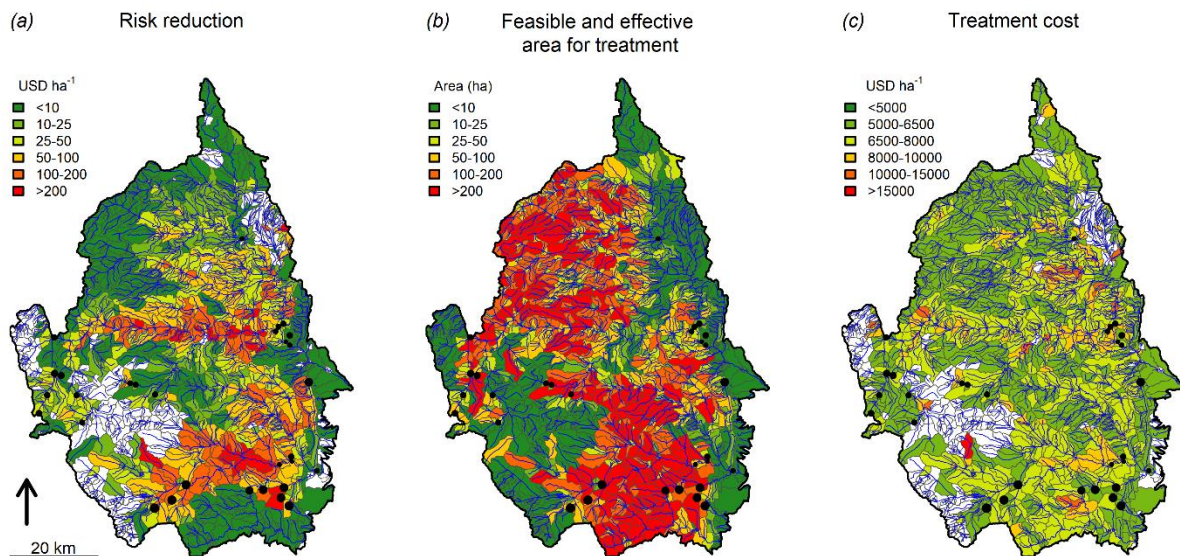 (a) Risk reduction
USD ha⁻¹
<10
10-25
25-50
50-100
100-200
>200
20 km
(b) Feasible and effective
area for treatment
Area (ha)
<10
10-25
25-50
50-100
100-200
>200
(c) Treatment cost
USD ha⁻¹
<5000
5000-6500
6500-8000
8000-10000
10000-15000
>15000